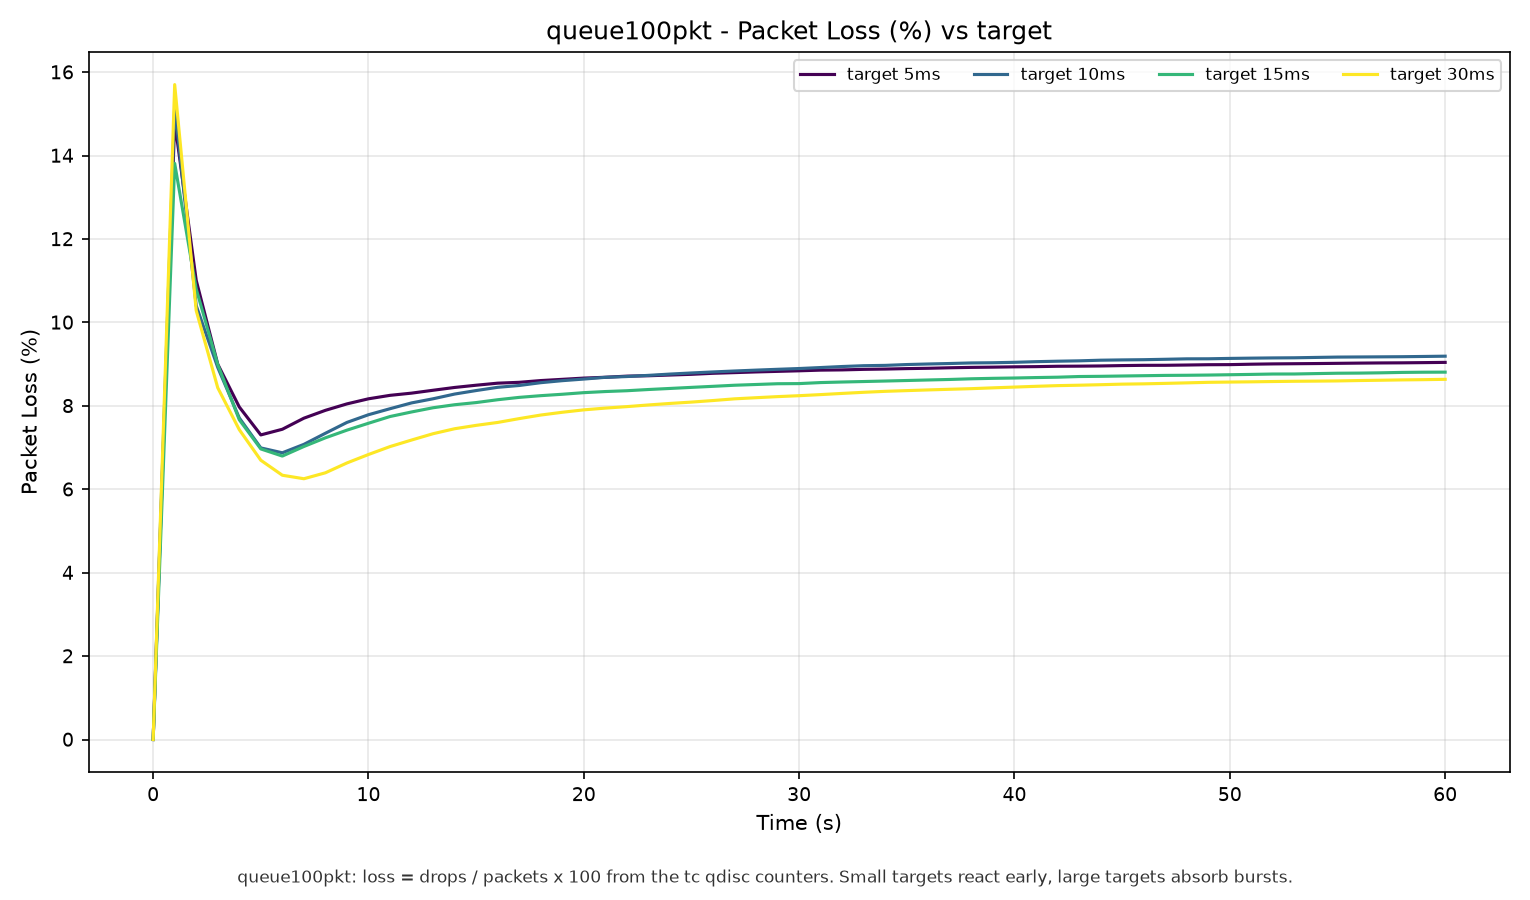 queue100pkt - Packet Loss (%) vs target
target 5ms target 10ms target 15ms target 30ms
Packet Loss (%)
16
14
12
10
8
6
4
2
0
0 10 20 30 40 50 60
Time (s)
queue100pkt: loss = drops / packets x 100 from the tc qdisc counters. Small targets react early, large targets absorb bursts.